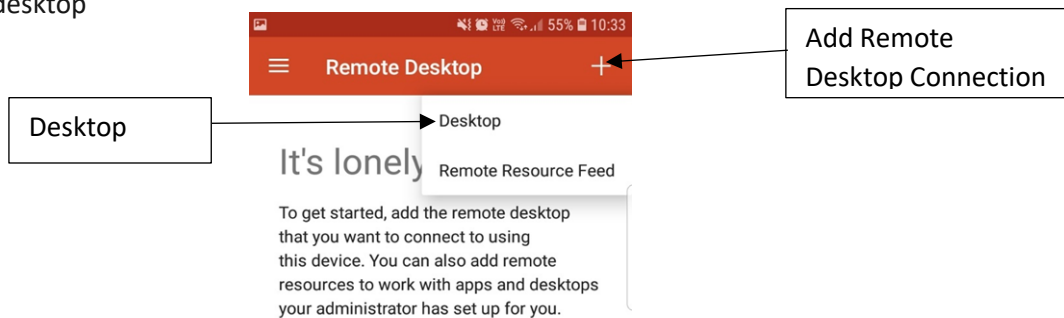 desktop
55% 10:33
Remote Desktop
Add Remote
Desktop Connection
Desktop
Desktop
It's lonely
Remote Resource Feed
To get started, add the remote desktop
that you want to connect to using
this device. You can also add remote
resources to work with apps and desktops
your administrator has set up for you.